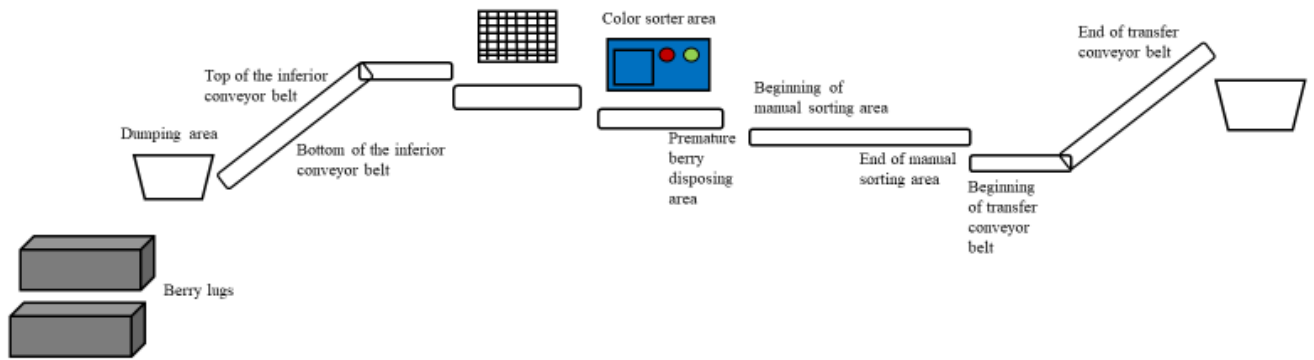 Color sorter area
End of transfer
conveyor belt
Top of the inferior
conveyor belt
Beginning of
manual sorting area
Dumping area
Bottom of the inferior
conveyor belt
Premature
berry
disposing
area
End of manual
sorting area
Beginning
of transfer
conveyor
belt
Berry lugs